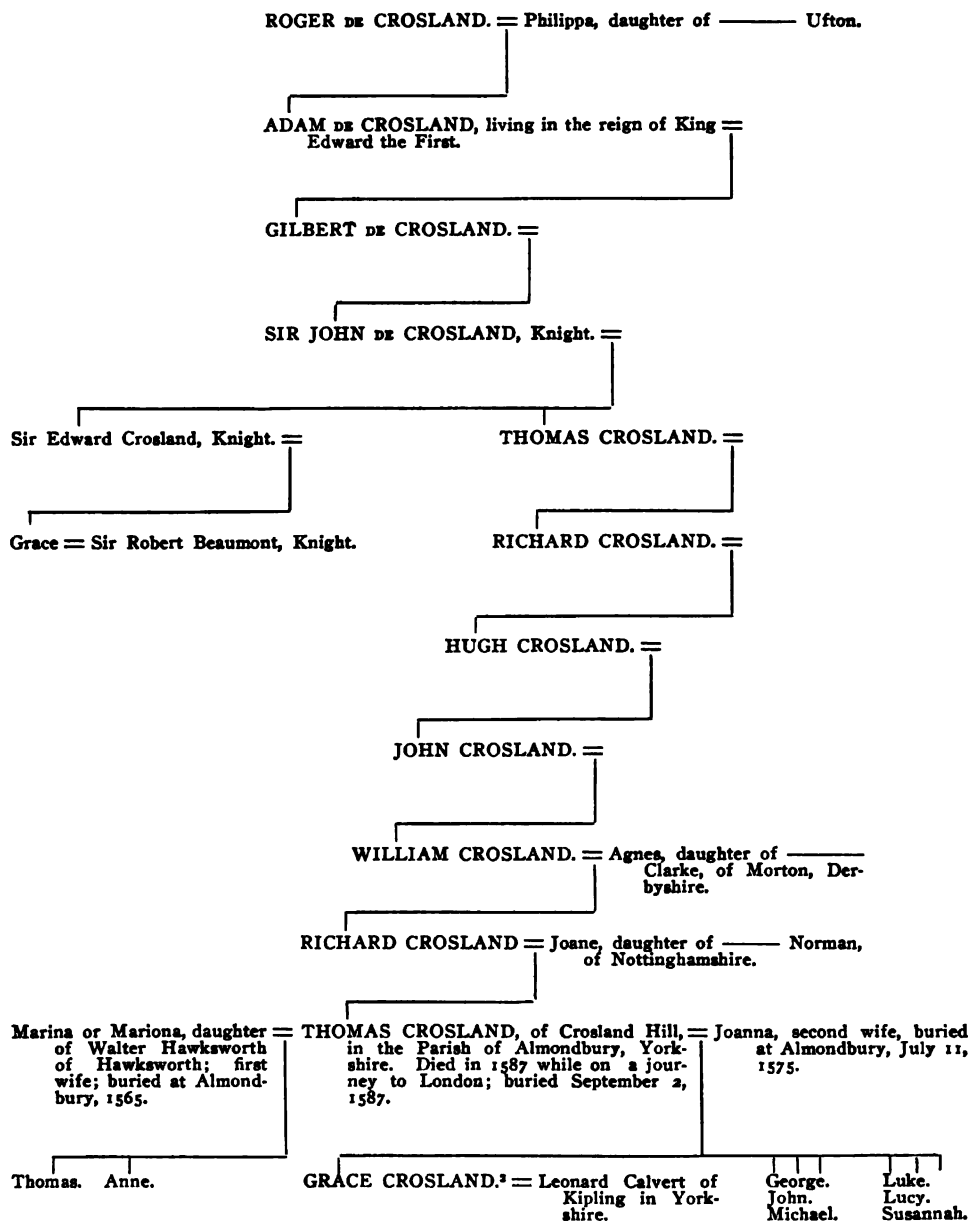 ROGER DE CROSLAND. = Philippa, daughter of ——— Ufton.
ADAM DE CROSLAND, living in the reign of King =
Edward the First.
GILBERT DE CROSLAND. =
SIR JOHN DE CROSLAND, Knight. =
Sir Edward Crosland, Knight. =
THOMAS CROSLAND. =
Grace = Sir Robert Beaumont, Knight.
RICHARD CROSLAND. =
HUGH CROSLAND. =
JOHN CROSLAND. =
WILLIAM CROSLAND. = Agnes, daughter of ———
Clarke, of Morton, Der-
byshire.
RICHARD CROSLAND = Joane, daughter of ——— Norman,
of Nottinghamshire.
Marina or Mariona, daughter =
of Walter Hawksworth
of Hawksworth; first
wife; buried at Almond-
bury, 1565.
THOMAS CROSLAND, of Crosland Hill, =
in the Parish of Almondbury, York-
shire. Died in 1587 while on a jour-
ney to London; buried September 2,
1587.
Joanna, second wife, buried
at Almondbury, July 11,
1575.
Thomas. Anne.
GRACE CROSLAND.² = Leonard Calvert of
Kipling in York-
shire.
George.
John.
Michael.
Luke.
Lucy.
Susannah.